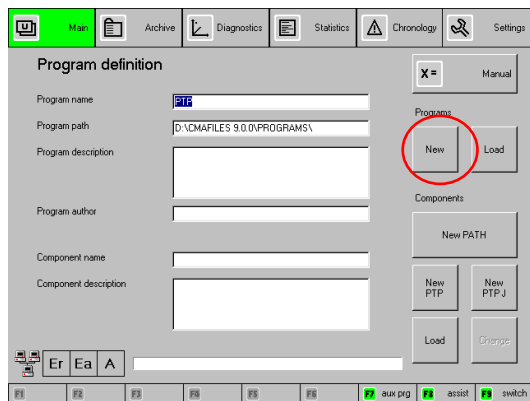 Main Archive Diagnostics Statistics Chronology Settings
Program definition
X = Manual
Program name PTP
Programs
Program path D:\CMAFILES 9.0.0\PROGRAMS\
Program description
New Load
Components
Program author
New PATH
Component name
Component description
New PTP New PTP J
Load Change
Er Ea A
F1 F2 F3 F4 F5 F6 F7 aux prg F8 assist F9 switch